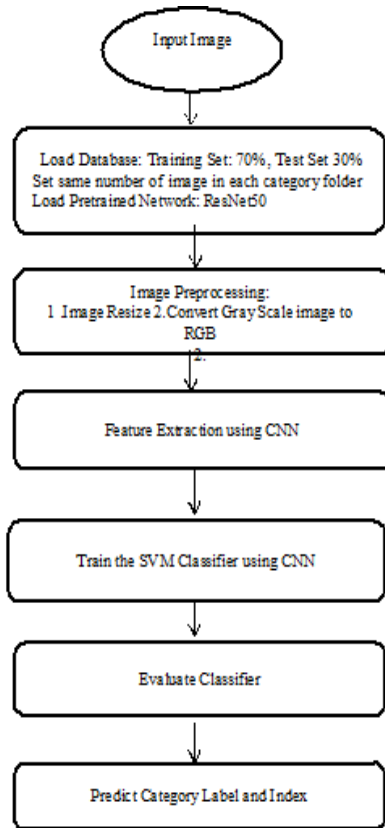 Input Image
Load Database: Training Set: 70%, Test Set 30%
Set same number of image in each category folder
Load Pretrained Network: ResNet50
Image Preprocessing:
1 Image Resize 2.Convert Gray Scale image to
RGB
2.
Feature Extraction using CNN
Train the SVM Classifier using CNN
Evaluate Classifier
Predict Category Label and Index